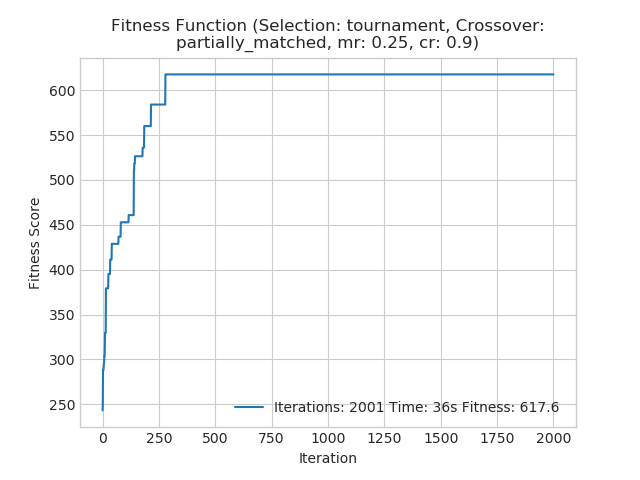 Fitness Function (Selection: tournament, Crossover:
partially_matched, mr: 0.25, cr: 0.9)
600
550
500
450
400
350
300
250
Fitness Score
Iterations: 2001 Time: 36s Fitness: 617.6
0 250 500 750 1000 1250 1500 1750 2000
Iteration